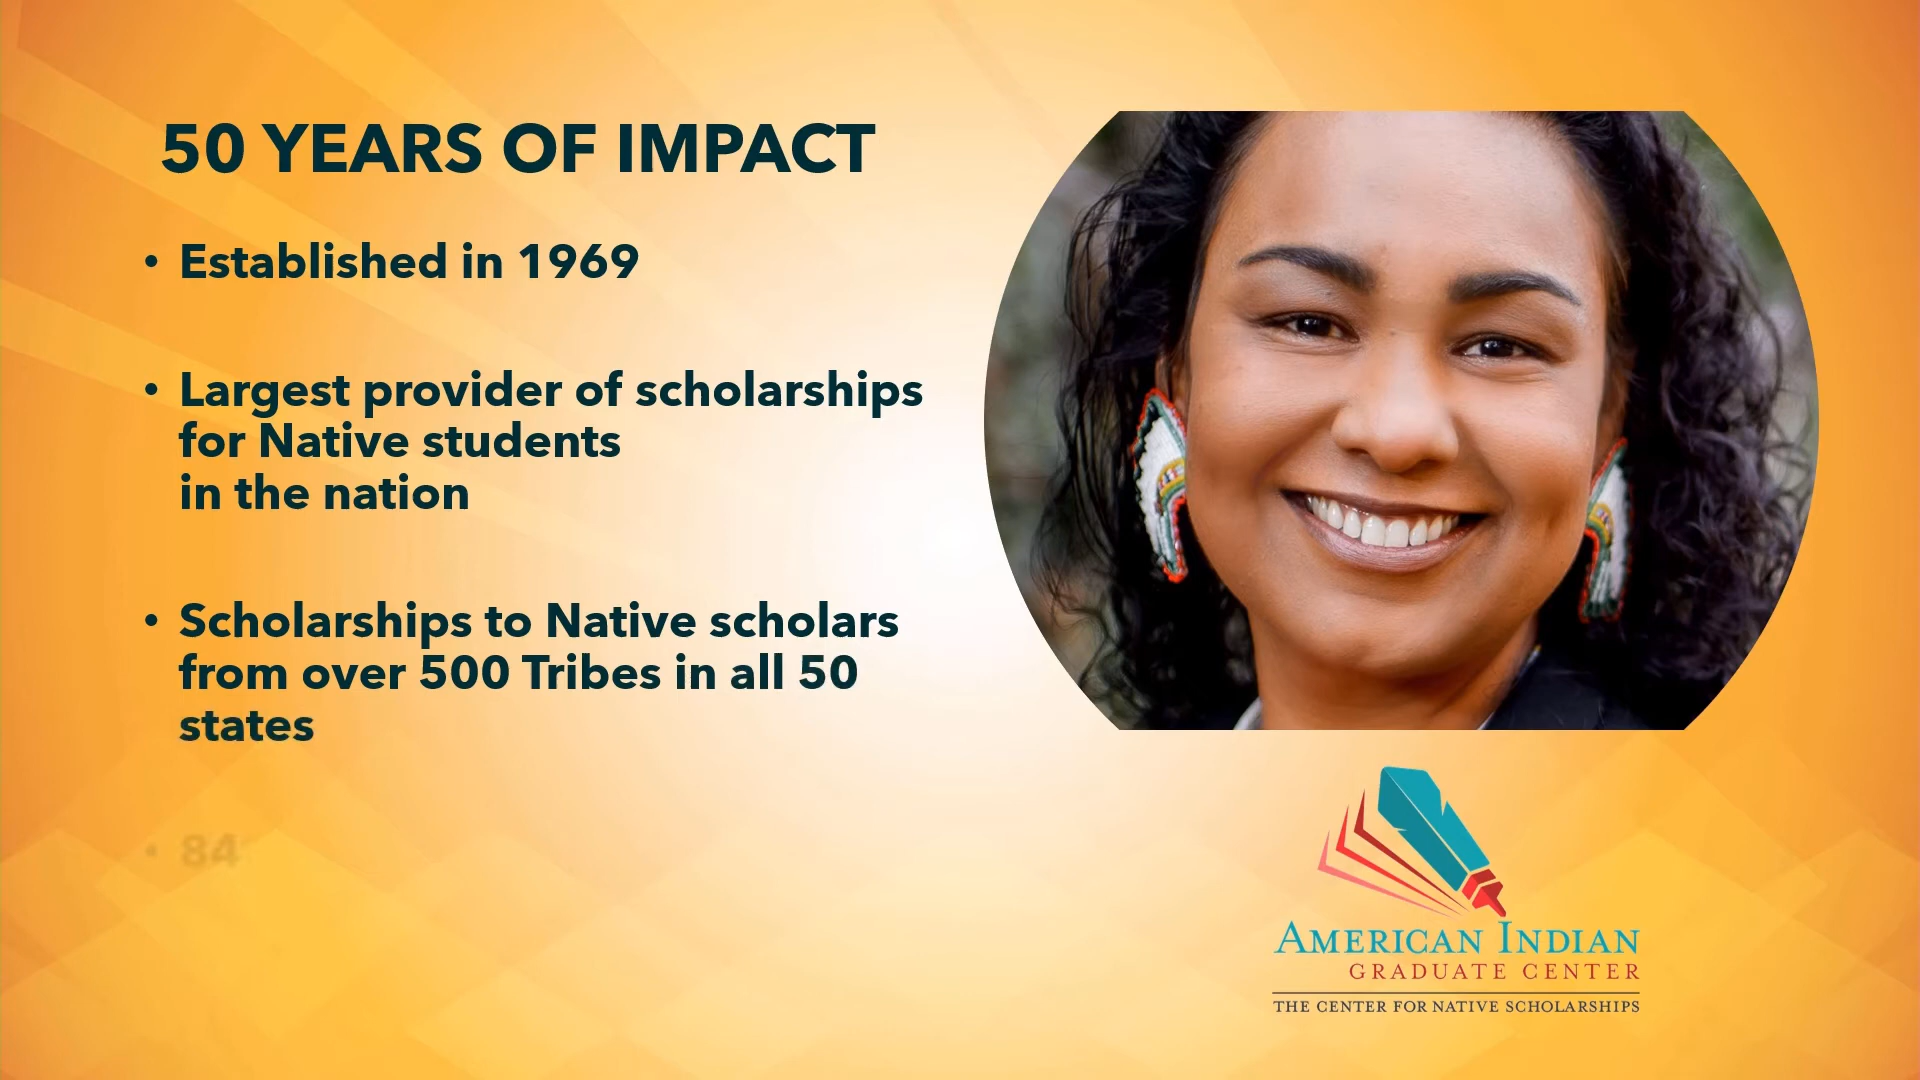 50 YEARS OF IMPACT
• Established in 1969
• Largest provider of scholarships
for Native students
in the nation
• Scholarships to Native scholars
from over 500 Tribes in all 50
states
• 84
AMERICAN INDIAN
GRADUATE CENTER
THE CENTER FOR NATIVE SCHOLARSHIPS